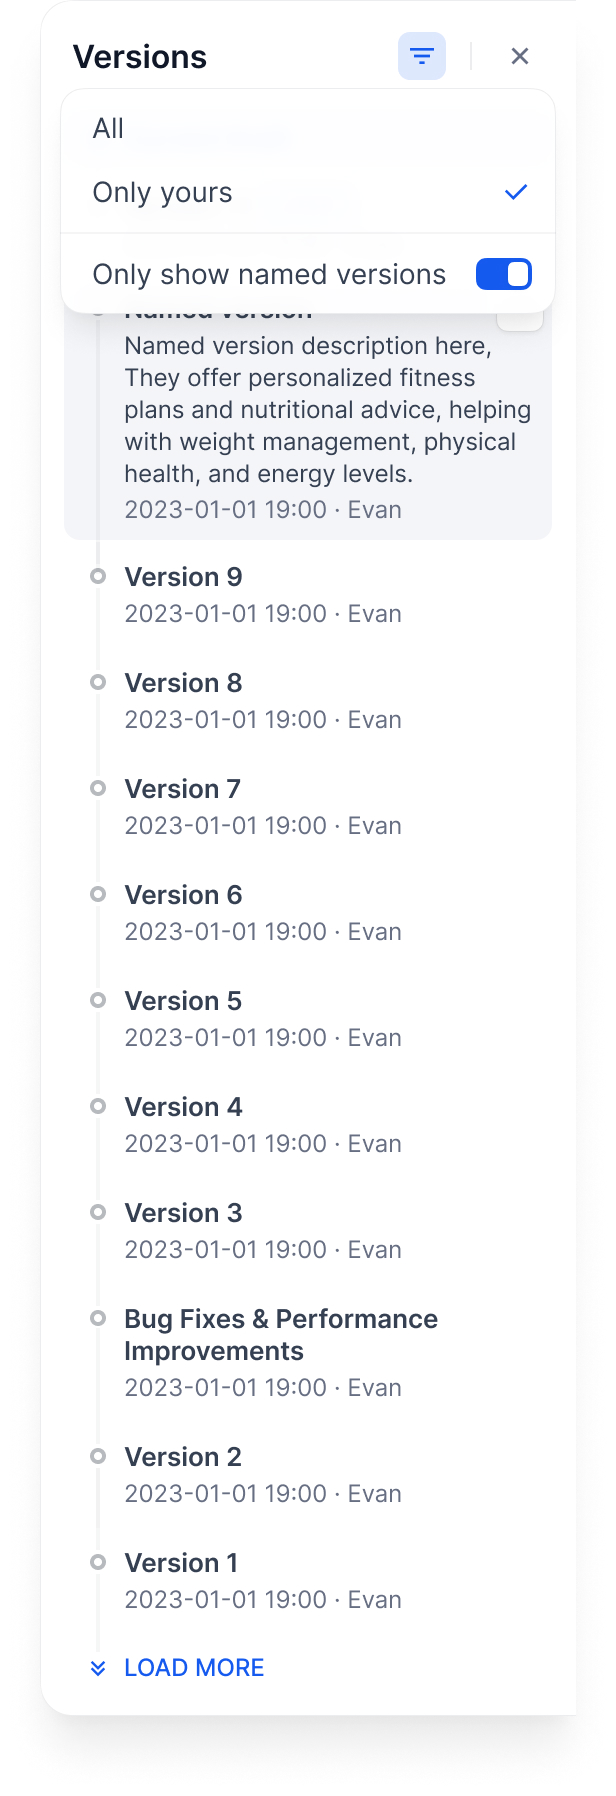 Versions
All
Only yours
Only show named versions
Named version
Named version description here,
They offer personalized fitness
plans and nutritional advice, helping
with weight management, physical
health, and energy levels.
2023-01-01 19:00 · Evan
Version 9
2023-01-01 19:00 · Evan
Version 8
2023-01-01 19:00 · Evan
Version 7
2023-01-01 19:00 · Evan
Version 6
2023-01-01 19:00 · Evan
Version 5
2023-01-01 19:00 · Evan
Version 4
2023-01-01 19:00 · Evan
Version 3
2023-01-01 19:00 · Evan
Bug Fixes & Performance
Improvements
2023-01-01 19:00 · Evan
Version 2
2023-01-01 19:00 · Evan
Version 1
2023-01-01 19:00 · Evan
LOAD MORE